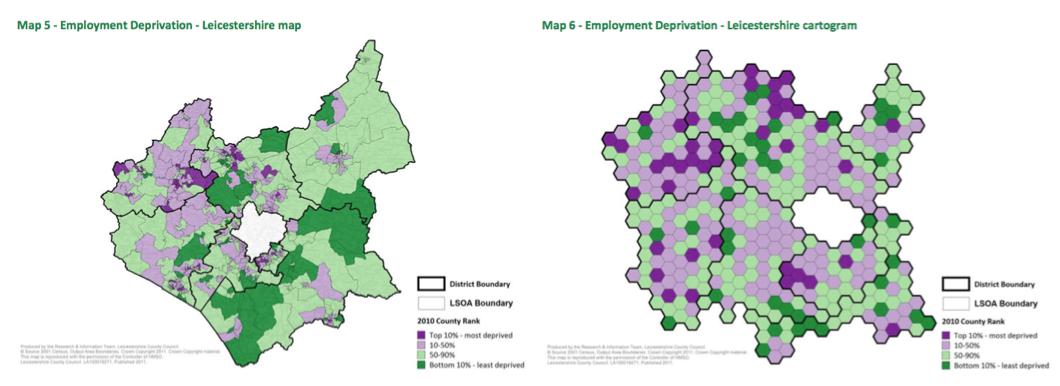 Map 5 - Employment Deprivation - Leicestershire map
District Boundary
LSOA Boundary
2010 County Rank
Top 10% - most deprived
10-50%
50-90%
Bottom 10% - least deprived
Produced by the Research & Information Team, Leicestershire County Council.
© Source 2001 Census, Output Area Boundaries. Crown Copyright 2011. Crown Copyright material
This map is reproduced with the permission of the Controller of HMSO.
Leicestershire County Council. LA100019271. Published 2011.
Map 6 - Employment Deprivation - Leicestershire cartogram
District Boundary
LSOA Boundary
2010 County Rank
Top 10% - most deprived
10-50%
50-90%
Bottom 10% - least deprived
Produced by the Research & Information Team, Leicestershire County Council.
© Source 2001 Census, Output Area Boundaries. Crown Copyright 2011. Crown Copyright material
This map is reproduced with the permission of the Controller of HMSO.
Leicestershire County Council. LA100019271. Published 2011.